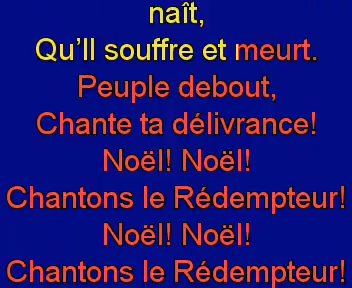 naît,
Qu'Il souffre et meurt.
Peuple debout,
Chante ta délivrance!
Noël! Noël!
Chantons le Rédempteur!
Noël! Noël!
Chantons le Rédempteur!